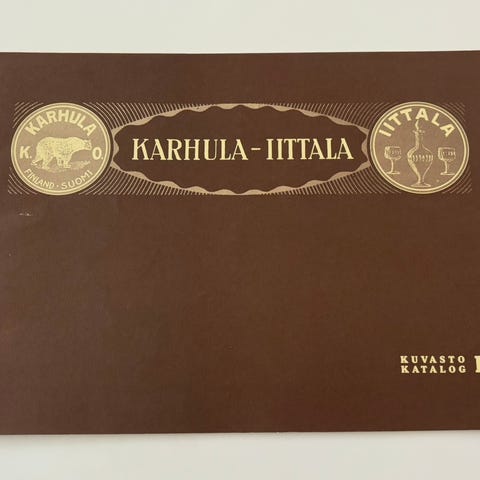 KARHULA
K. O.
FINLAND · SUOMI
KARHULA – IITTALA
IITTALA
KUVASTO
KATALOG